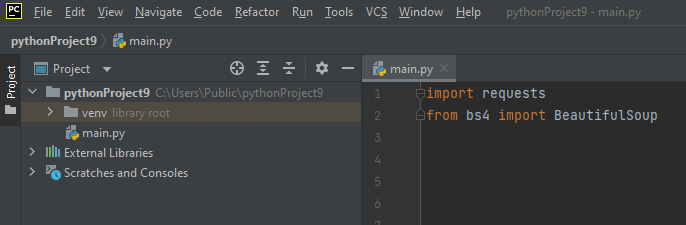 PC File Edit View Navigate Code Refactor Run Tools VCS Window Help pythonProject9 - main.py
pythonProject9 main.py
Project
Project
main.py
pythonProject9 C:\Users\Public\pythonProject9
venv library root
main.py
External Libraries
Scratches and Consoles
1 import requests
2 from bs4 import BeautifulSoup
3
4
5
6